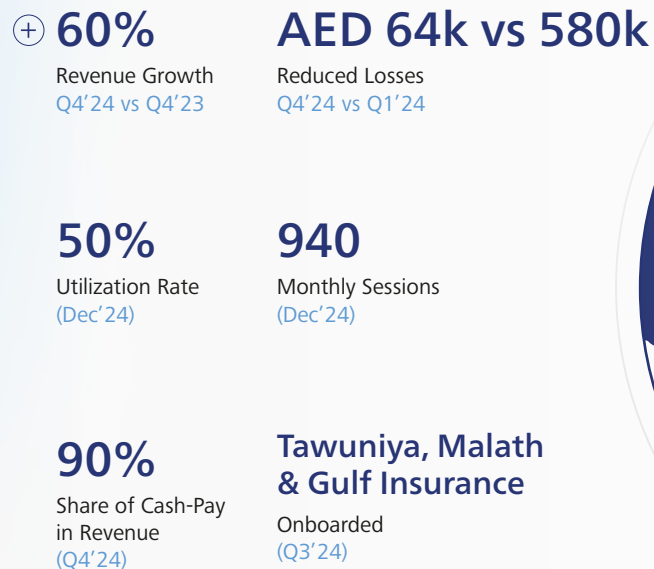 60%
Revenue Growth
Q4’24 vs Q4’23
AED 64k vs 580k
Reduced Losses
Q4’24 vs Q1’24
50%
Utilization Rate
(Dec’24)
940
Monthly Sessions
(Dec’24)
90%
Share of Cash-Pay
in Revenue
(Q4’24)
Tawuniya, Malath
& Gulf Insurance
Onboarded
(Q3’24)